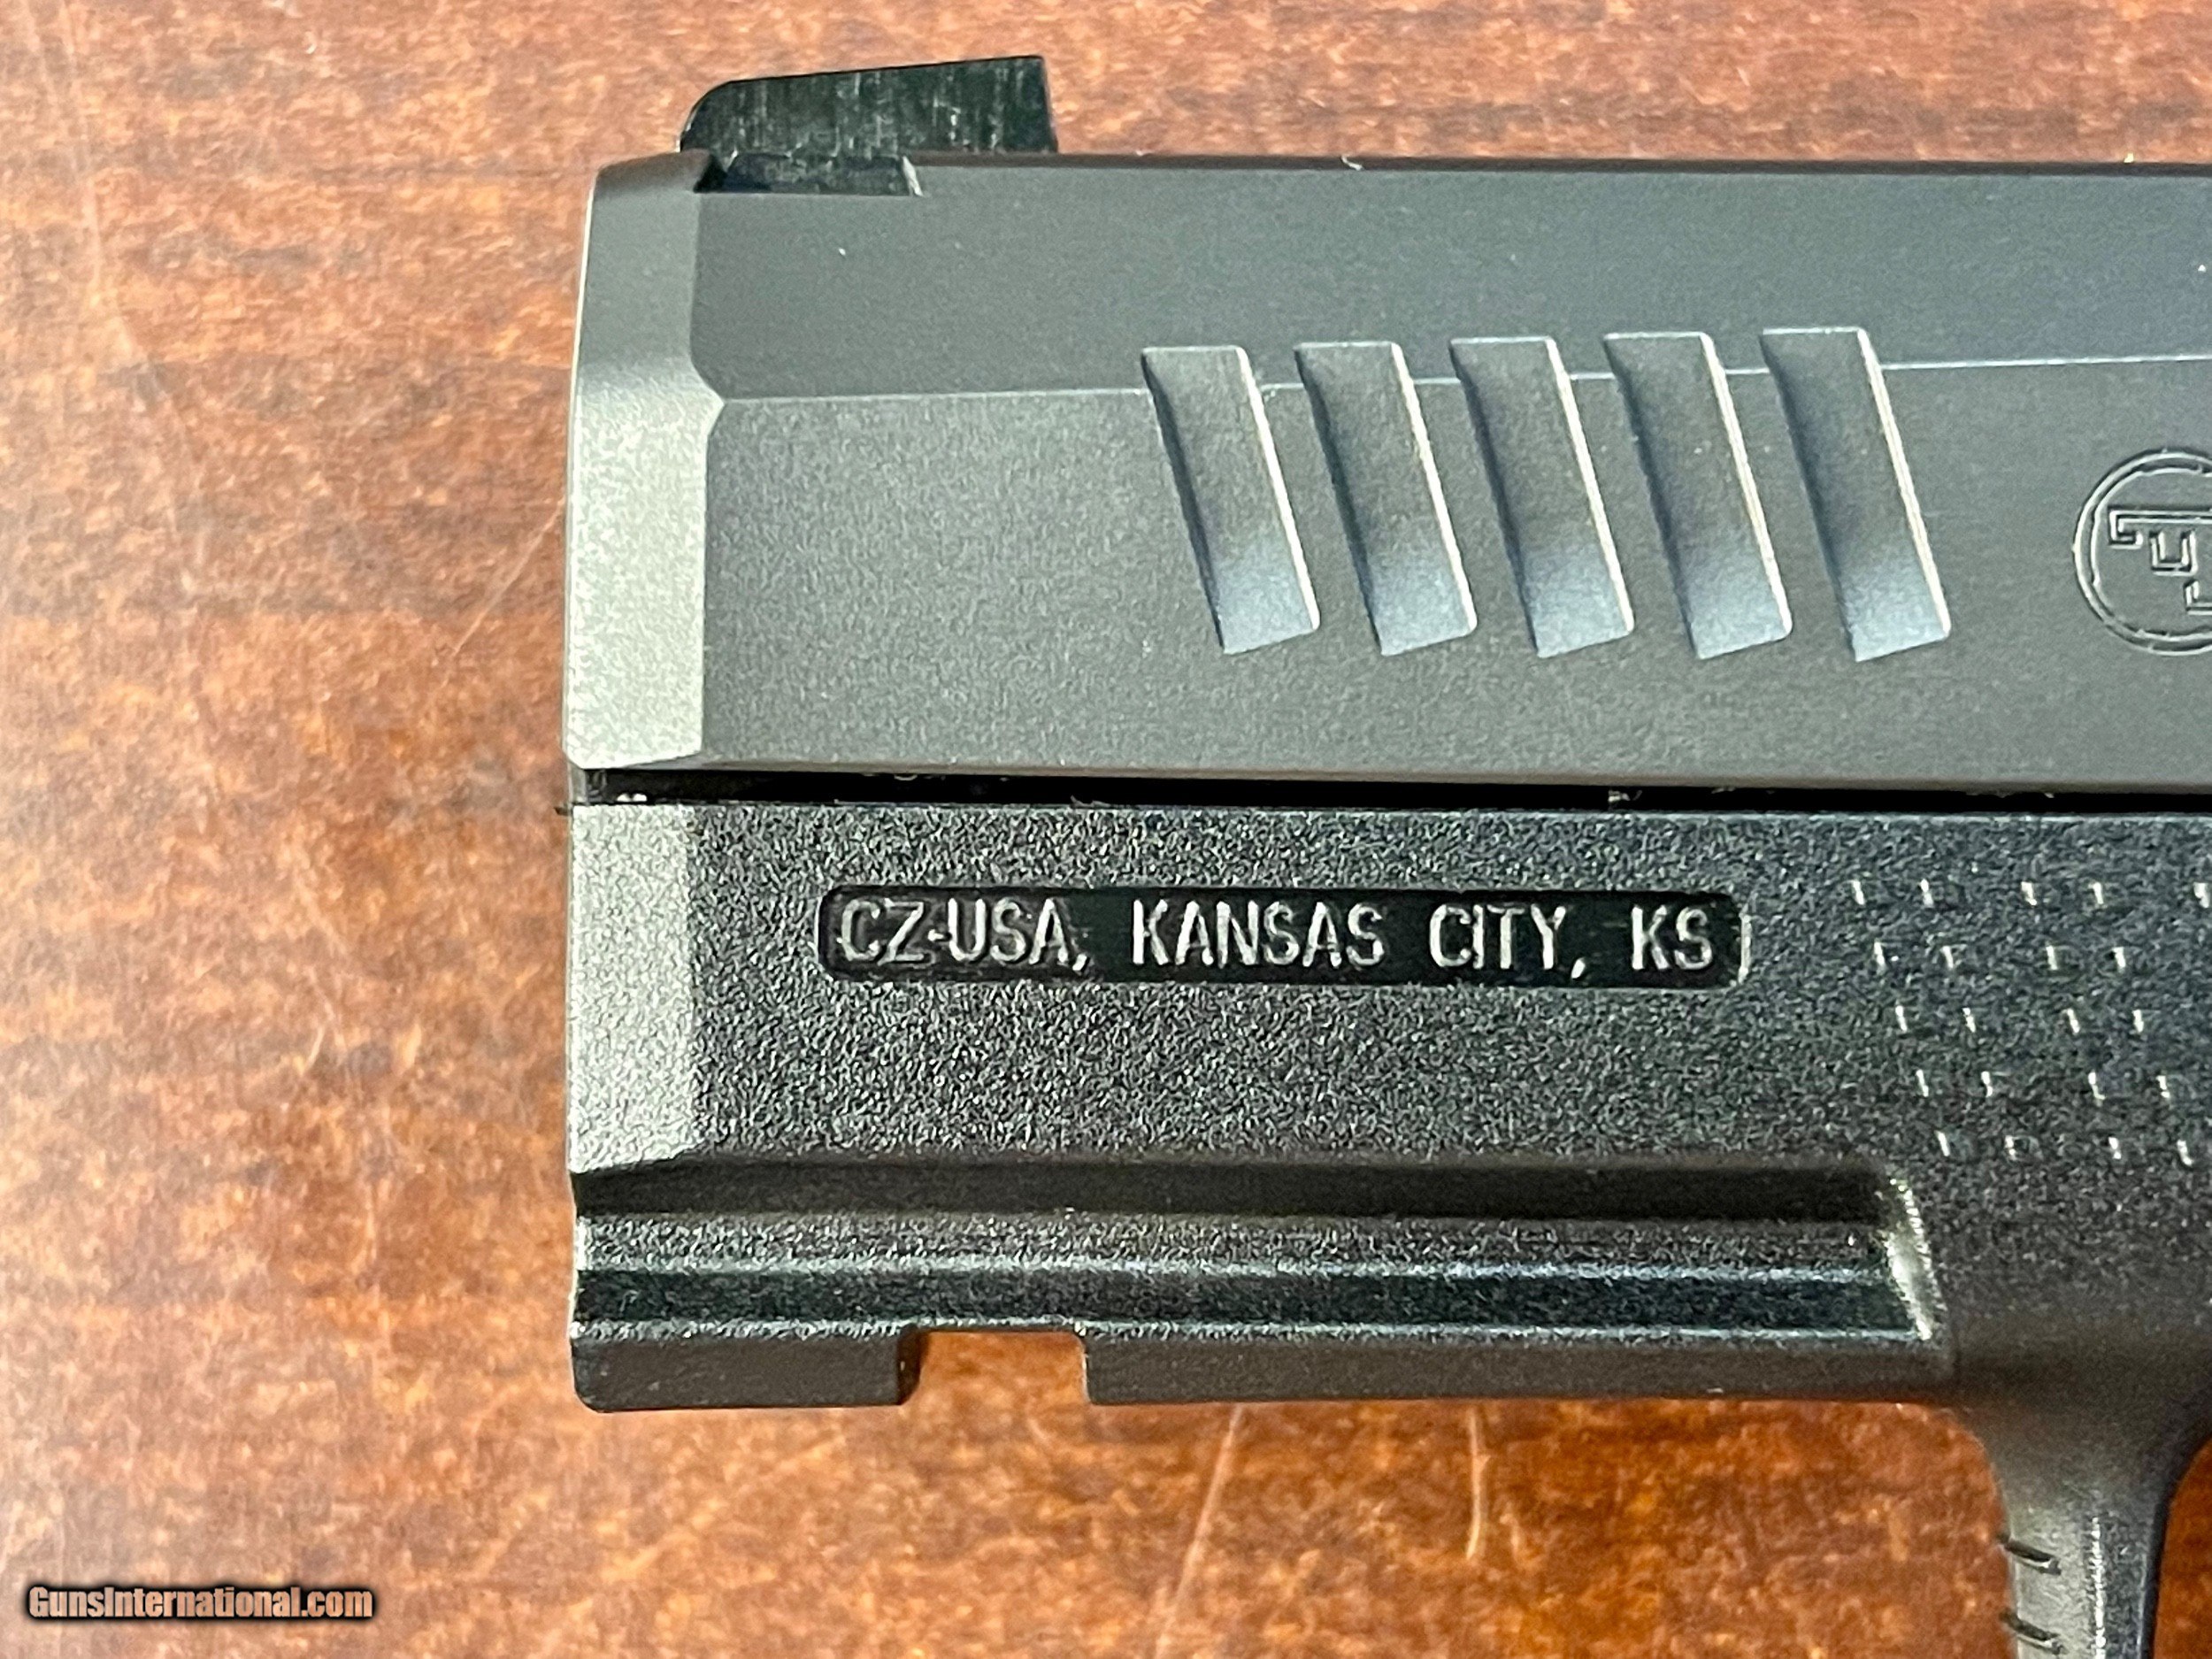 CZ-USA, KANSAS CITY, KS
GunsInternational.com